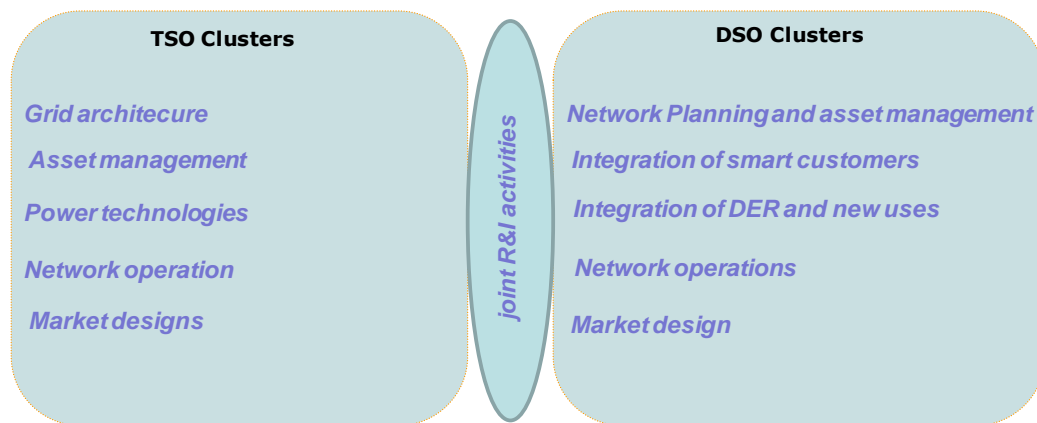 TSO Clusters
Grid architecure
Asset management
Power technologies
Network operation
Market designs
joint R&I activities
DSO Clusters
Network Planning and asset management
Integration of smart customers
Integration of DER and new uses
Network operations
Market design